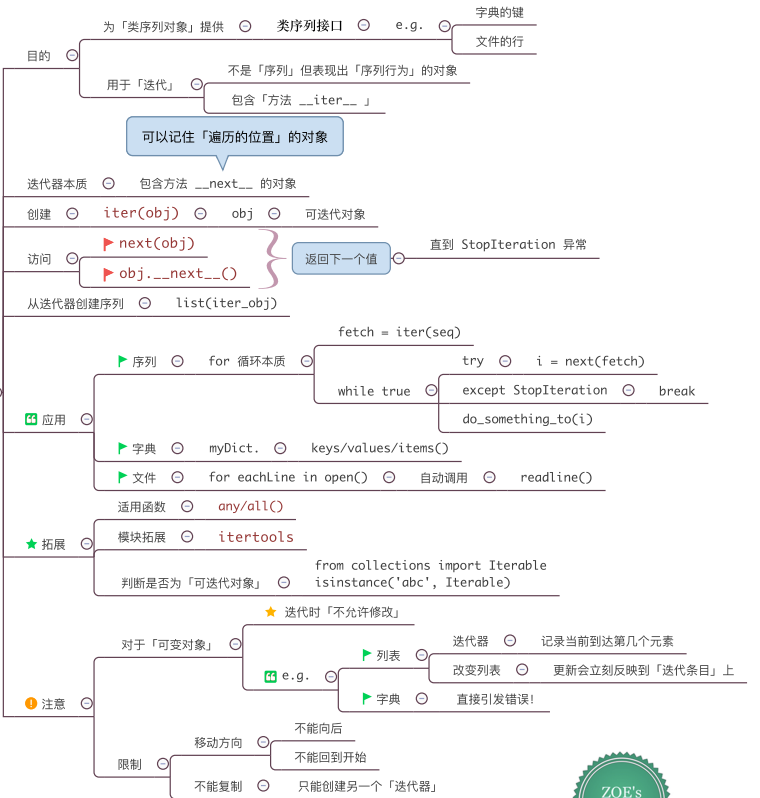 目的
为「类序列对象」提供
类序列接口
e.g.
字典的键
文件的行
用于「迭代」
不是「序列」但表现出「序列行为」的对象
包含「方法 __iter__ 」
可以记住「遍历的位置」的对象
迭代器本质
包含方法 __next__ 的对象
创建
iter(obj)
obj
可迭代对象
访问
next(obj)
obj.__next__()
返回下一个值
直到 StopIteration 异常
从迭代器创建序列
list(iter_obj)
应用
序列
for 循环本质
fetch = iter(seq)
while true
try
i = next(fetch)
except StopIteration
break
do_something_to(i)
字典
myDict.
keys/values/items()
文件
for eachLine in open()
自动调用
readline()
拓展
适用函数
any/all()
模块拓展
itertools
判断是否为「可迭代对象」
from collections import Iterable
isinstance('abc', Iterable)
注意
对于「可变对象」
迭代时「不允许修改」
e.g.
列表
迭代器
记录当前到达第几个元素
改变列表
更新会立刻反映到「迭代条目」上
字典
直接引发错误!
限制
移动方向
不能向后
不能回到开始
不能复制
只能创建另一个「迭代器」
ZOE's